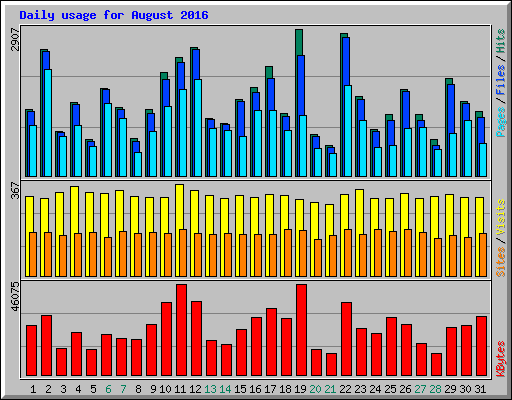 Daily usage for August 2016
2907
Pages / Files / Hits
367
Sites / Visits
46075
KBytes
1 2 3 4 5 6 7 8 9 10 11 12 13 14 15 16 17 18 19 20 21 22 23 24 25 26 27 28 29 30 31